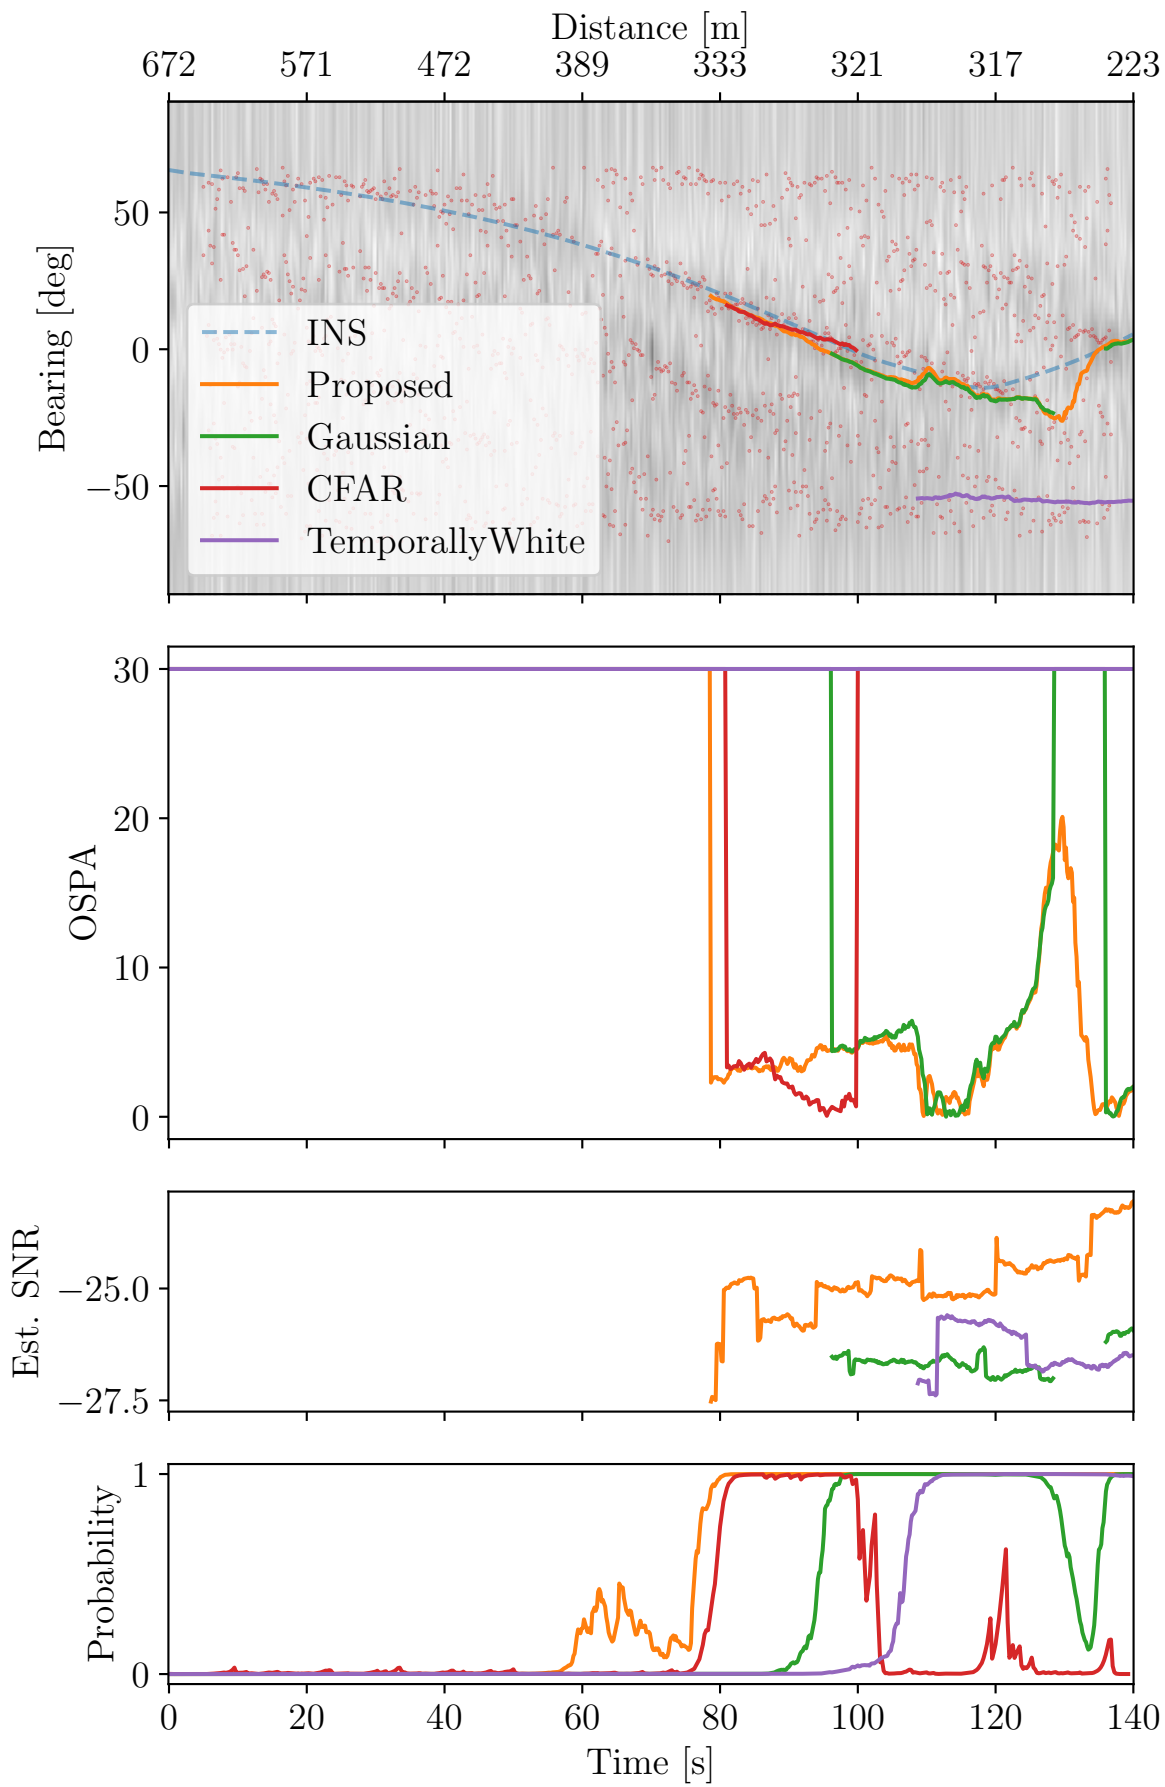 Distance [m]
672 571 472 389 333 321 317 223
Bearing [deg]
50
0
−50
INS
Proposed
Gaussian
CFAR
TemporallyWhite
OSPA
30
20
10
0
Est. SNR
−25.0
−27.5
Probability
1
0
0 20 40 60 80 100 120 140
Time [s]